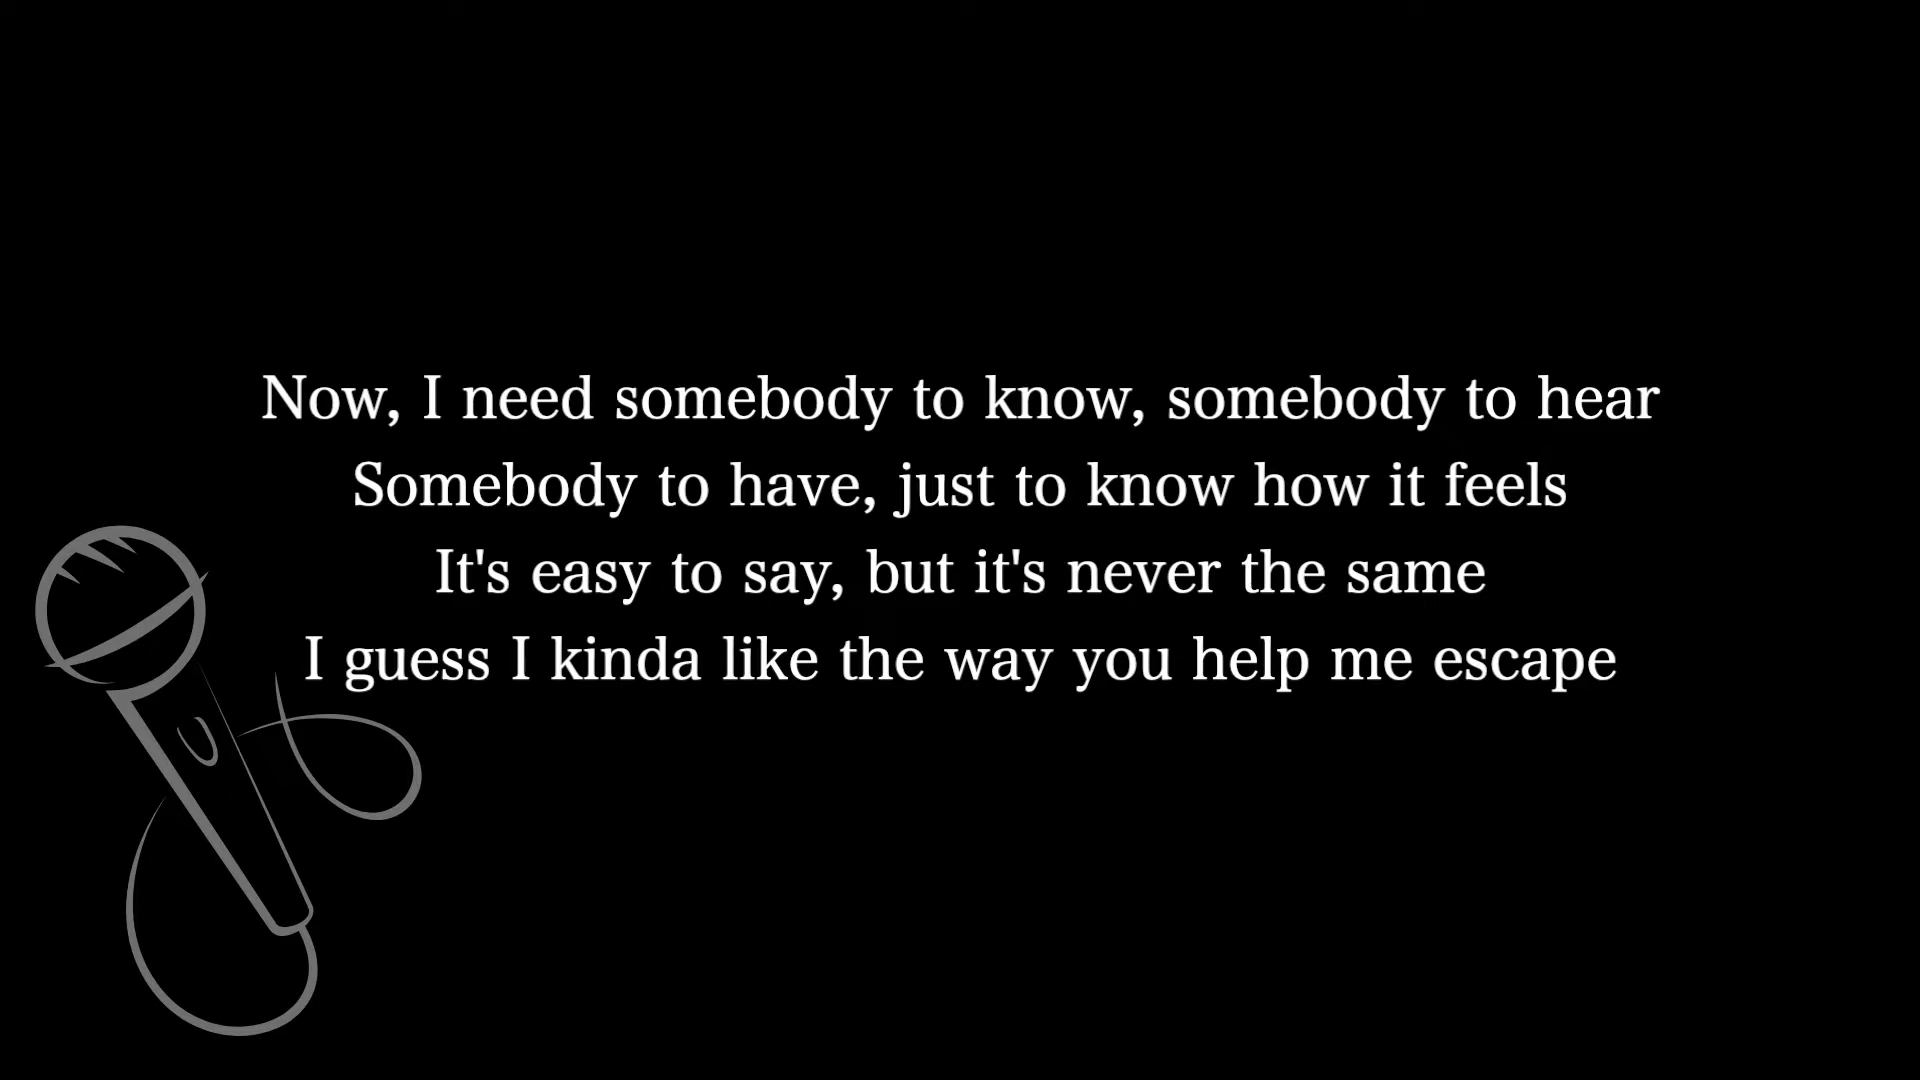 Now, I need somebody to know, somebody to hear
Somebody to have, just to know how it feels
It's easy to say, but it's never the same
I guess I kinda like the way you help me escape